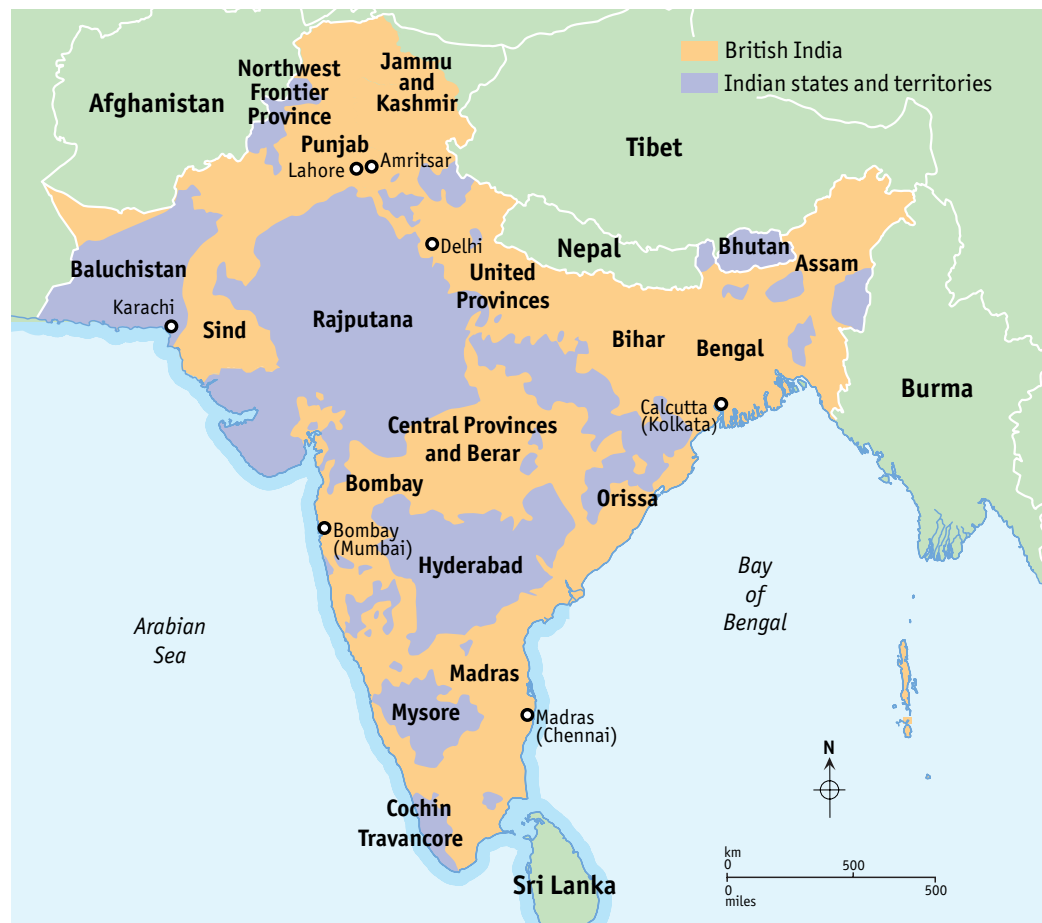 British India
Indian states and territories
Afghanistan
Northwest
Frontier
Province
Jammu
and
Kashmir
Punjab
Lahore
Amritsar
Tibet
Delhi
Nepal
Bhutan
Assam
Baluchistan
Karachi
Sind
Rajputana
United
Provinces
Bihar
Bengal
Burma
Calcutta
(Kolkata)
Central Provinces
and Berar
Bombay
Orissa
Bombay
(Mumbai)
Hyderabad
Bay
of
Bengal
Arabian
Sea
Madras
Mysore
Madras
(Chennai)
Cochin
Travancore
Sri Lanka
N
km
0 500
0 500
miles